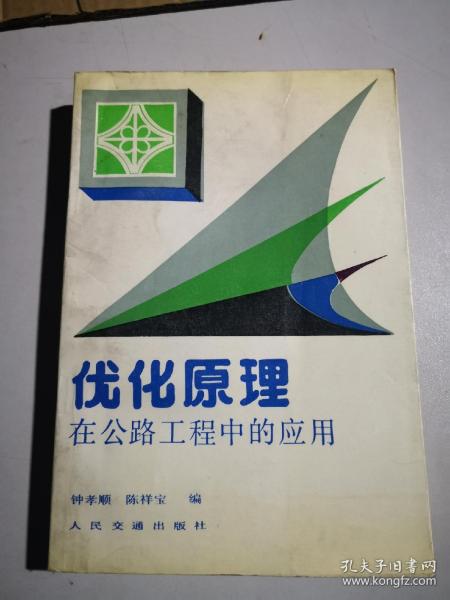 优化原理
在公路工程中的应用
钟孝顺 陈祥宝 编
人民交通出版社
孔夫子旧书网
www.kongfz.com